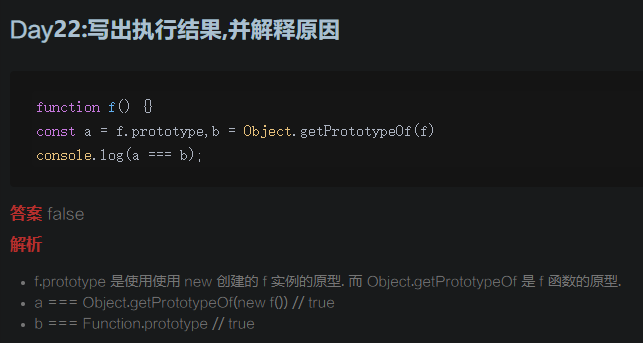 Day22:写出执行结果,并解释原因
function f() {}
const a = f.prototype,b = Object.getPrototypeOf(f)
console.log(a === b);
答案 false
解析
f.prototype 是使用使用 new 创建的 f 实例的原型. 而 Object.getPrototypeOf 是 f 函数的原型.
a === Object.getPrototypeOf(new f()) // true
b === Function.prototype // true